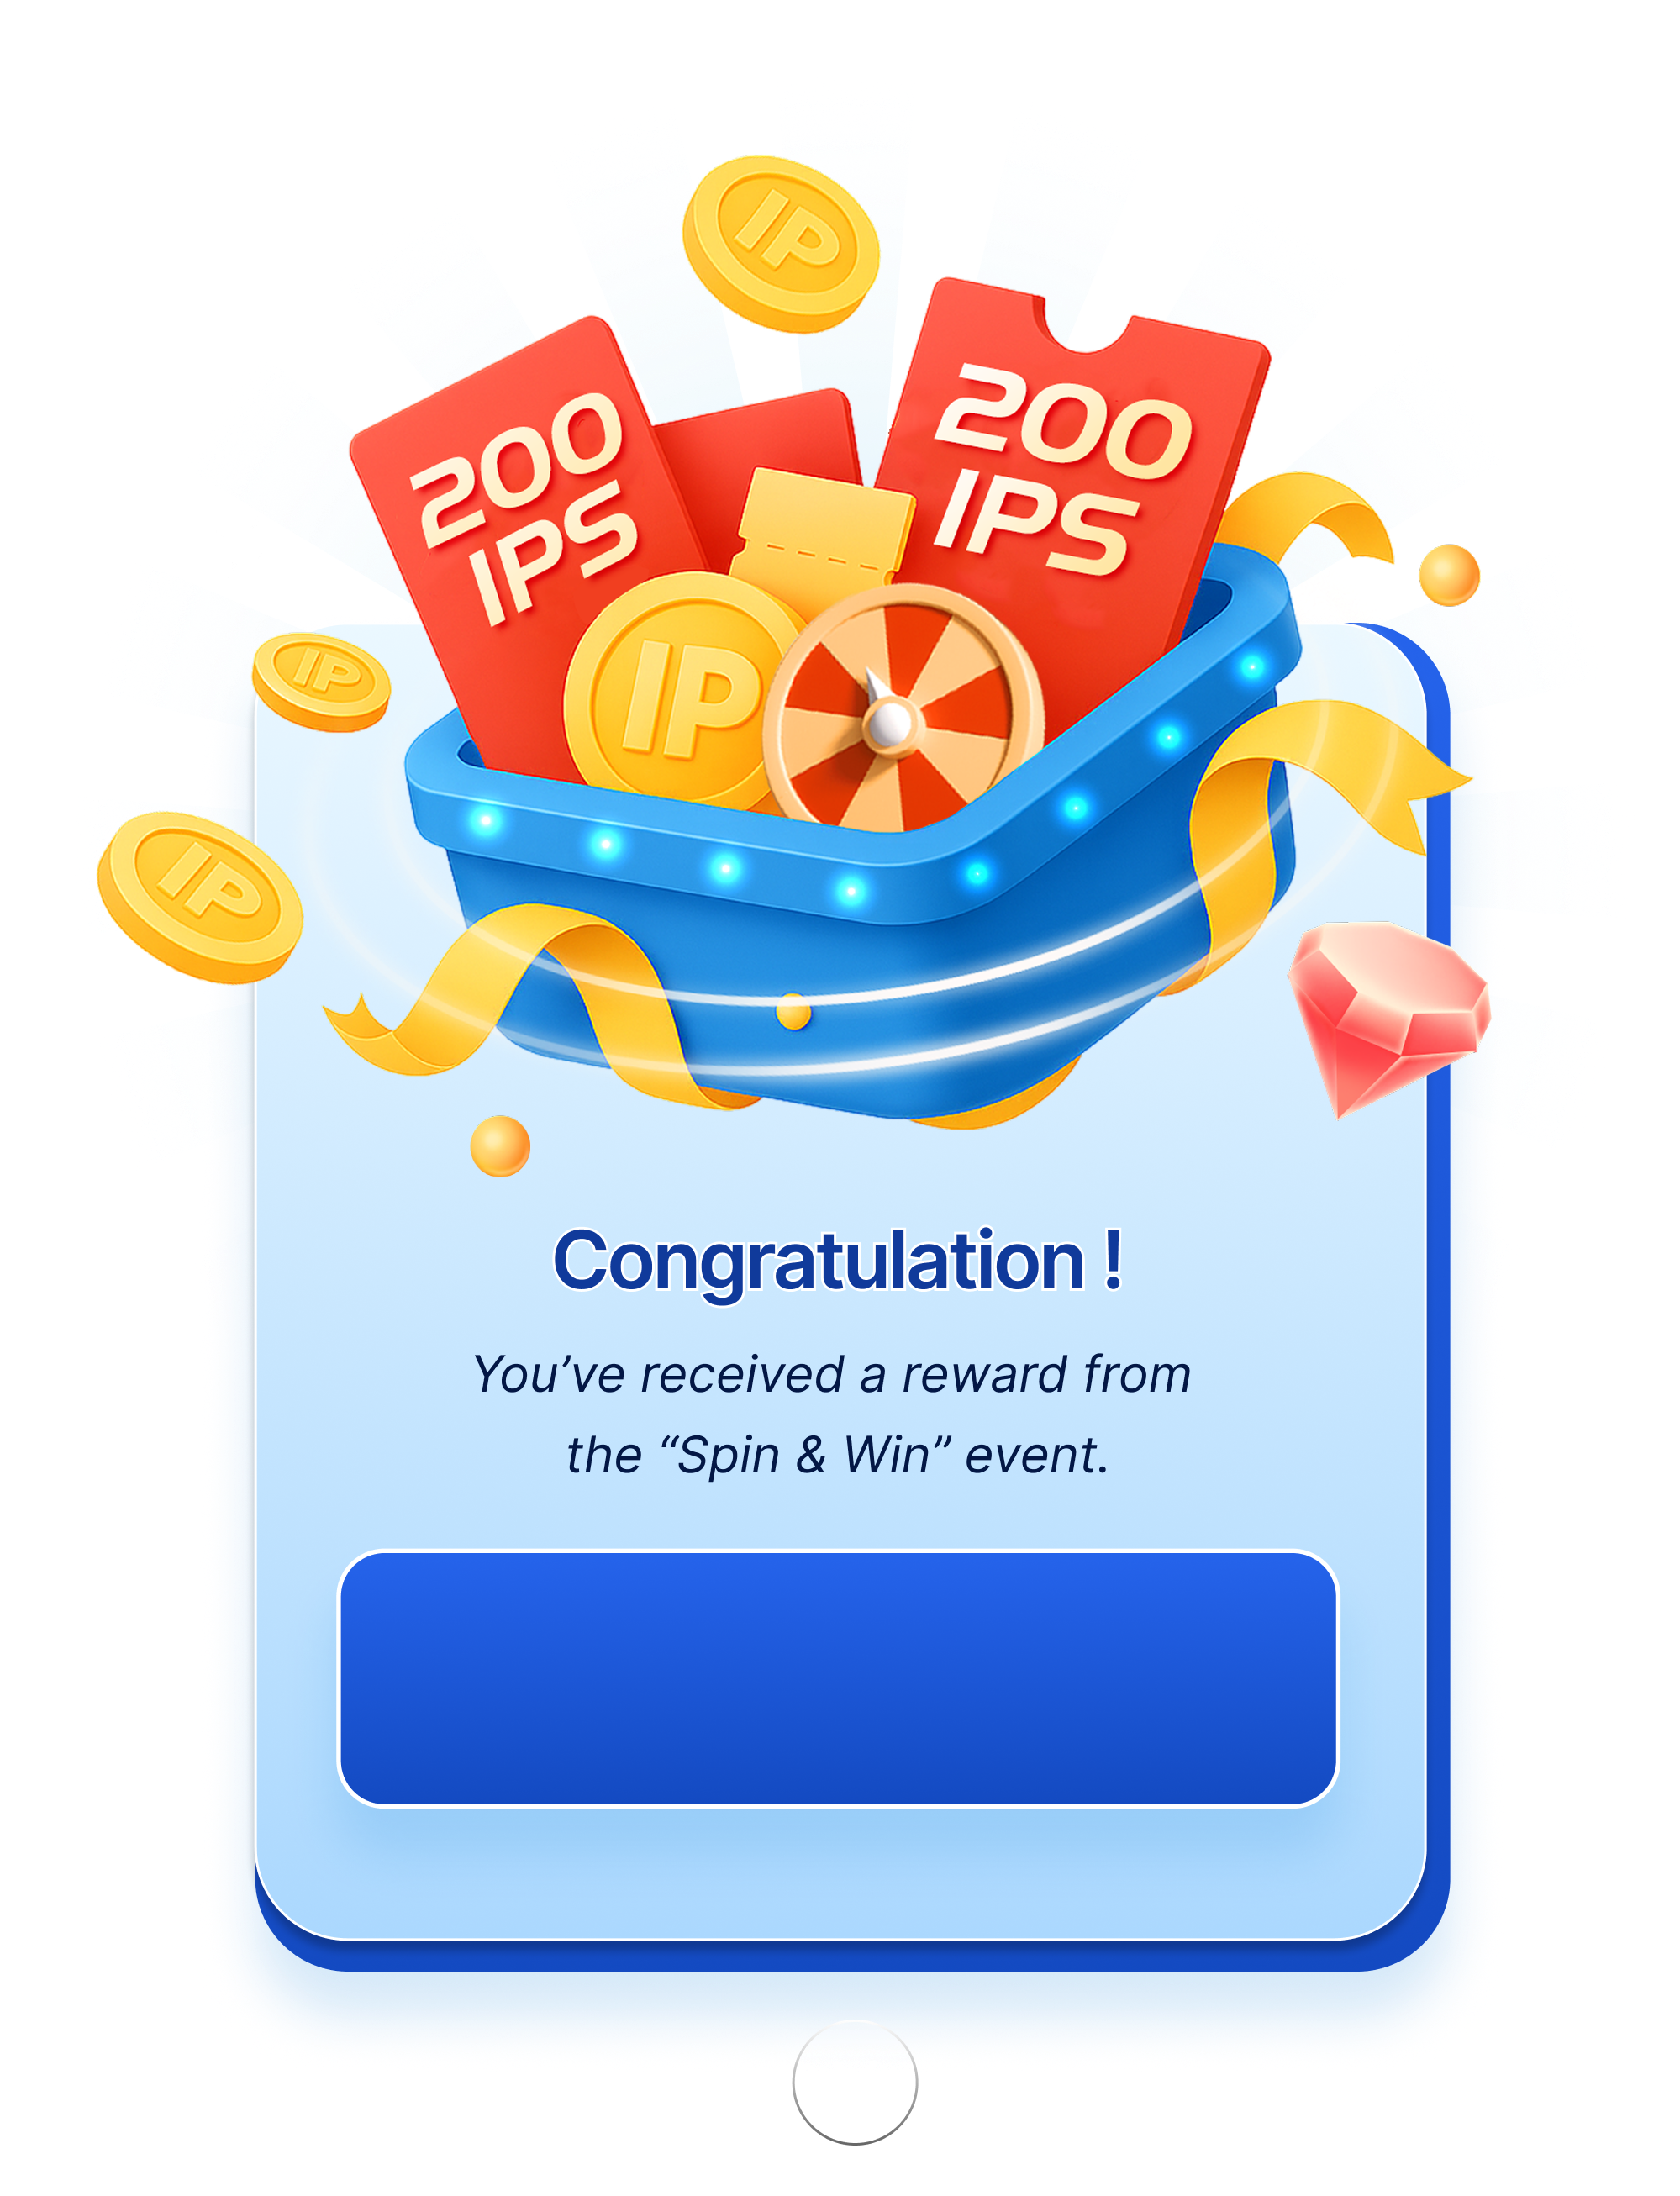 IP
200
IPS
200
IPS
IP
IP
IP
Congratulation !
You’ve received a reward from
the “Spin & Win” event.